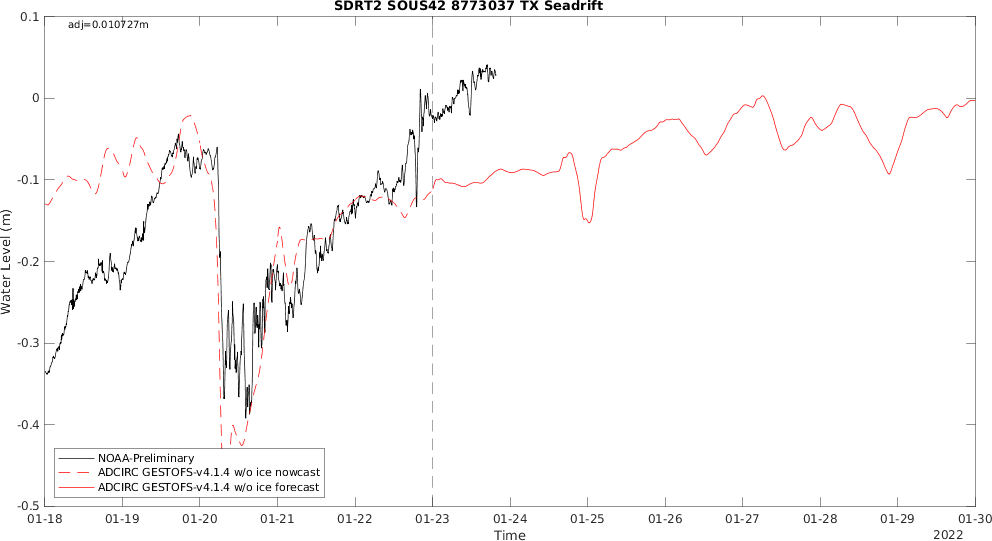 SDRT2 SOUS42 8773037 TX Seadrift
adj=0.010727m
0.1
0
-0.1
-0.2
-0.3
-0.4
-0.5
Water Level (m)
NOAA-Preliminary
ADCIRC GESTOFS-v4.1.4 w/o ice nowcast
ADCIRC GESTOFS-v4.1.4 w/o ice forecast
01-18 01-19 01-20 01-21 01-22 01-23 01-24 01-25 01-26 01-27 01-28 01-29 01-30
Time
2022